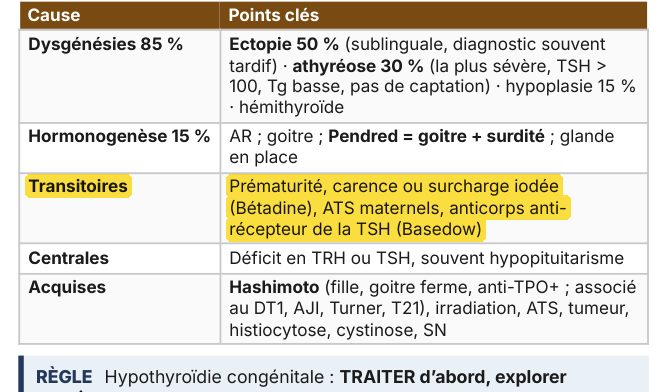 Cause Points clés
Dysgénésies 85 % Ectopie 50 % (sublinguale, diagnostic souvent
tardif) · athyréose 30 % (la plus sévère, TSH >
100, Tg basse, pas de captation) · hypoplasie 15 %
· hémithyroïde
Hormonogenèse 15 % AR ; goitre ; Pendred = goitre + surdité ; glande
en place
Transitoires Prématurité, carence ou surcharge iodée
(Bétadine), ATS maternels, anticorps anti-
récepteur de la TSH (Basedow)
Centrales Déficit en TRH ou TSH, souvent hypopituitarisme
Acquises Hashimoto (fille, goitre ferme, anti-TPO+ ; associé
au DT1, AJI, Turner, T21), irradiation, ATS, tumeur,
histiocytose, cystinose, SN
RÈGLE Hypothyroïdie congénitale : TRAITER d’abord, explorer